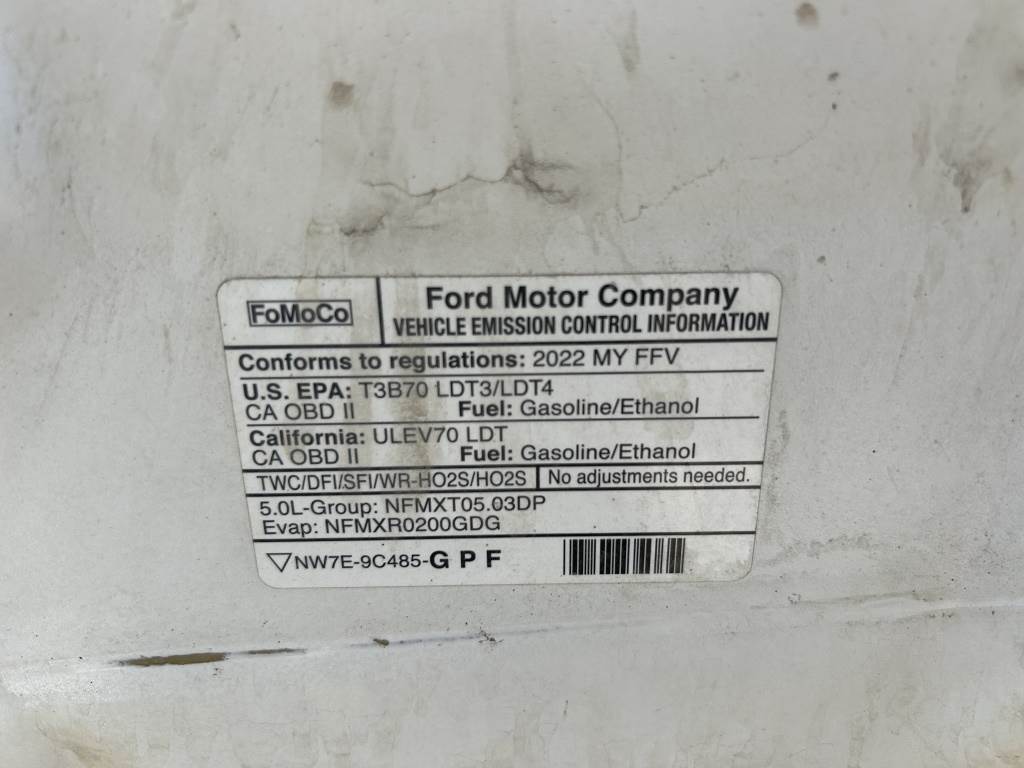 FoMoCo
Ford Motor Company
VEHICLE EMISSION CONTROL INFORMATION
Conforms to regulations: 2022 MY FFV
U.S. EPA: T3B70 LDT3/LDT4
CA OBD II Fuel: Gasoline/Ethanol
California: ULEV70 LDT
CA OBD II Fuel: Gasoline/Ethanol
TWC/DFI/SFI/WR-HO2S/HO2S No adjustments needed.
5.0L-Group: NFMXT05.03DP
Evap: NFMXR0200GDG
▽NW7E-9C485-G P F